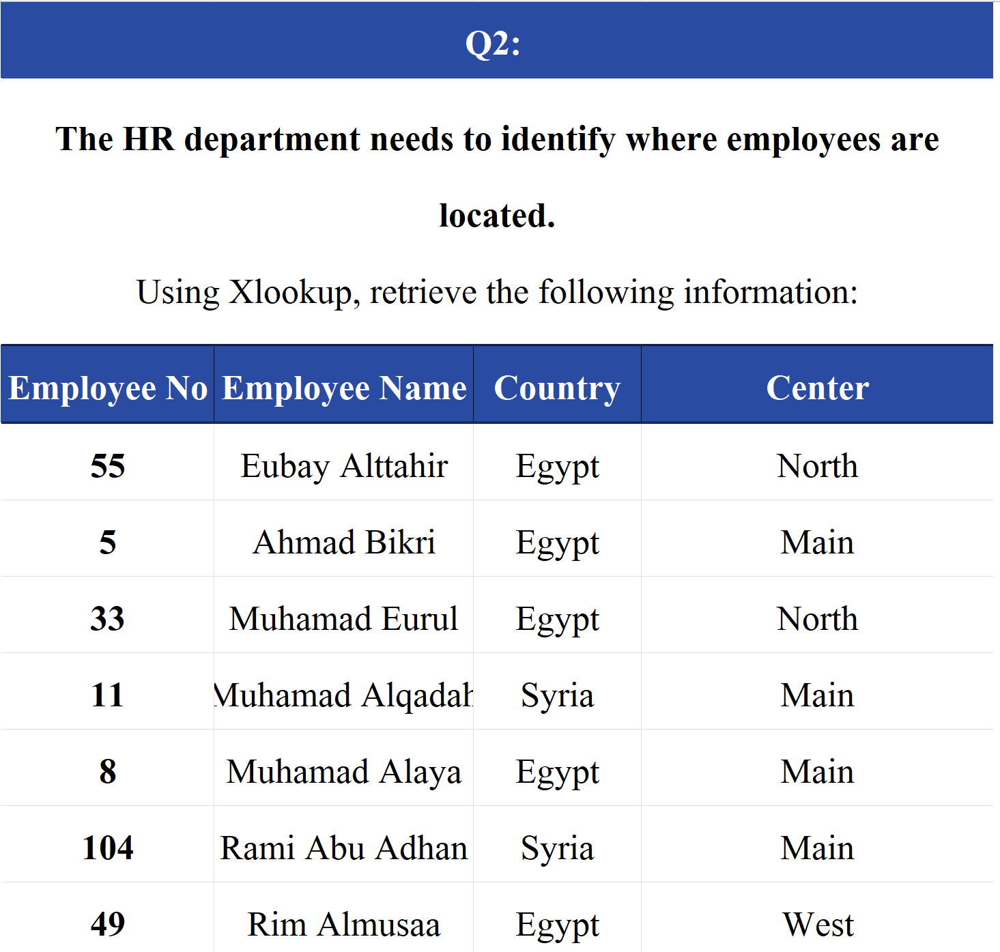 Q2:
The HR department needs to identify where employees are
located.
Using Xlookup, retrieve the following information:
Employee No Employee Name Country Center
55 Eubay Alttahir Egypt North
5 Ahmad Bikri Egypt Main
33 Muhamad Eurul Egypt North
11 Muhamad Alqadah Syria Main
8 Muhamad Alaya Egypt Main
104 Rami Abu Adhan Syria Main
49 Rim Almusaa Egypt West